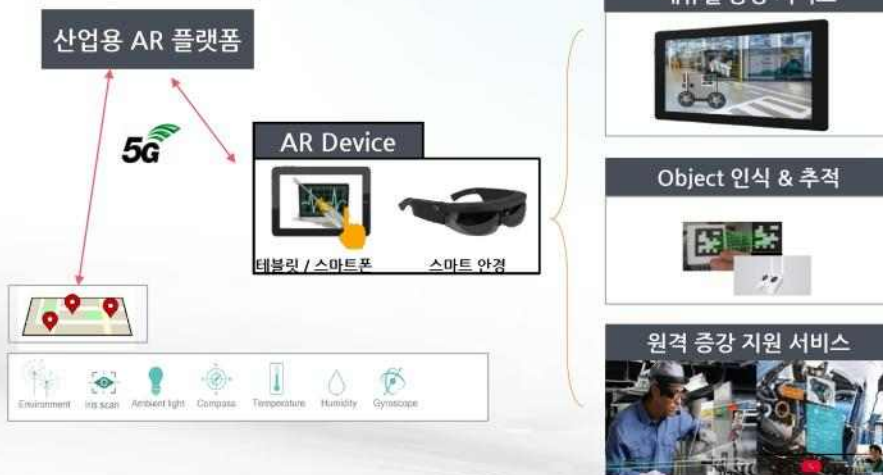 산업용 AR 플랫폼
5G
AR Device
테블릿 / 스마트폰
스마트 안경
Environment
Iris scan
Ambient light
Compass
Temperature
Humidity
Gyroscope
Object 인식 & 추적
원격 증강 지원 서비스